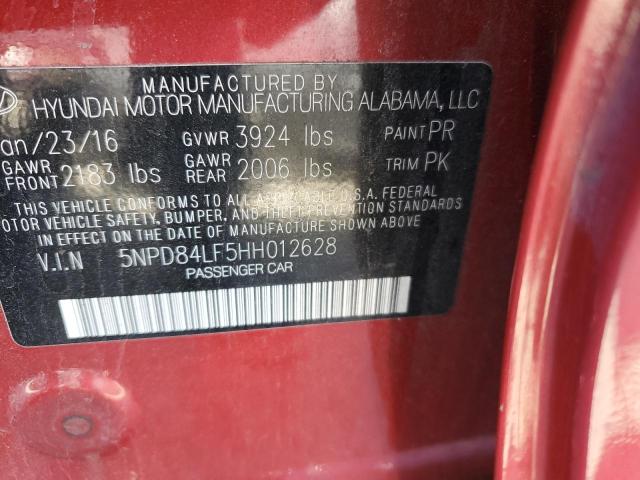 MANUFACTURED BY
HYUNDAI MOTOR MANUFACTURING ALABAMA, LLC
an/23/16 GVWR 3924 lbs PAINT PR
GAWR FRONT 2183 lbs GAWR REAR 2006 lbs TRIM PK
THIS VEHICLE CONFORMS TO ALL APPLICABLE U.S.A. FEDERAL
MOTOR VEHICLE SAFETY, BUMPER, AND THEFT PREVENTION STANDARDS
IN EFFECT ON THE DATE OF MANUFACTURE SHOWN ABOVE.
V.I.N 5NPD84LF5HH012628
PASSENGER CAR